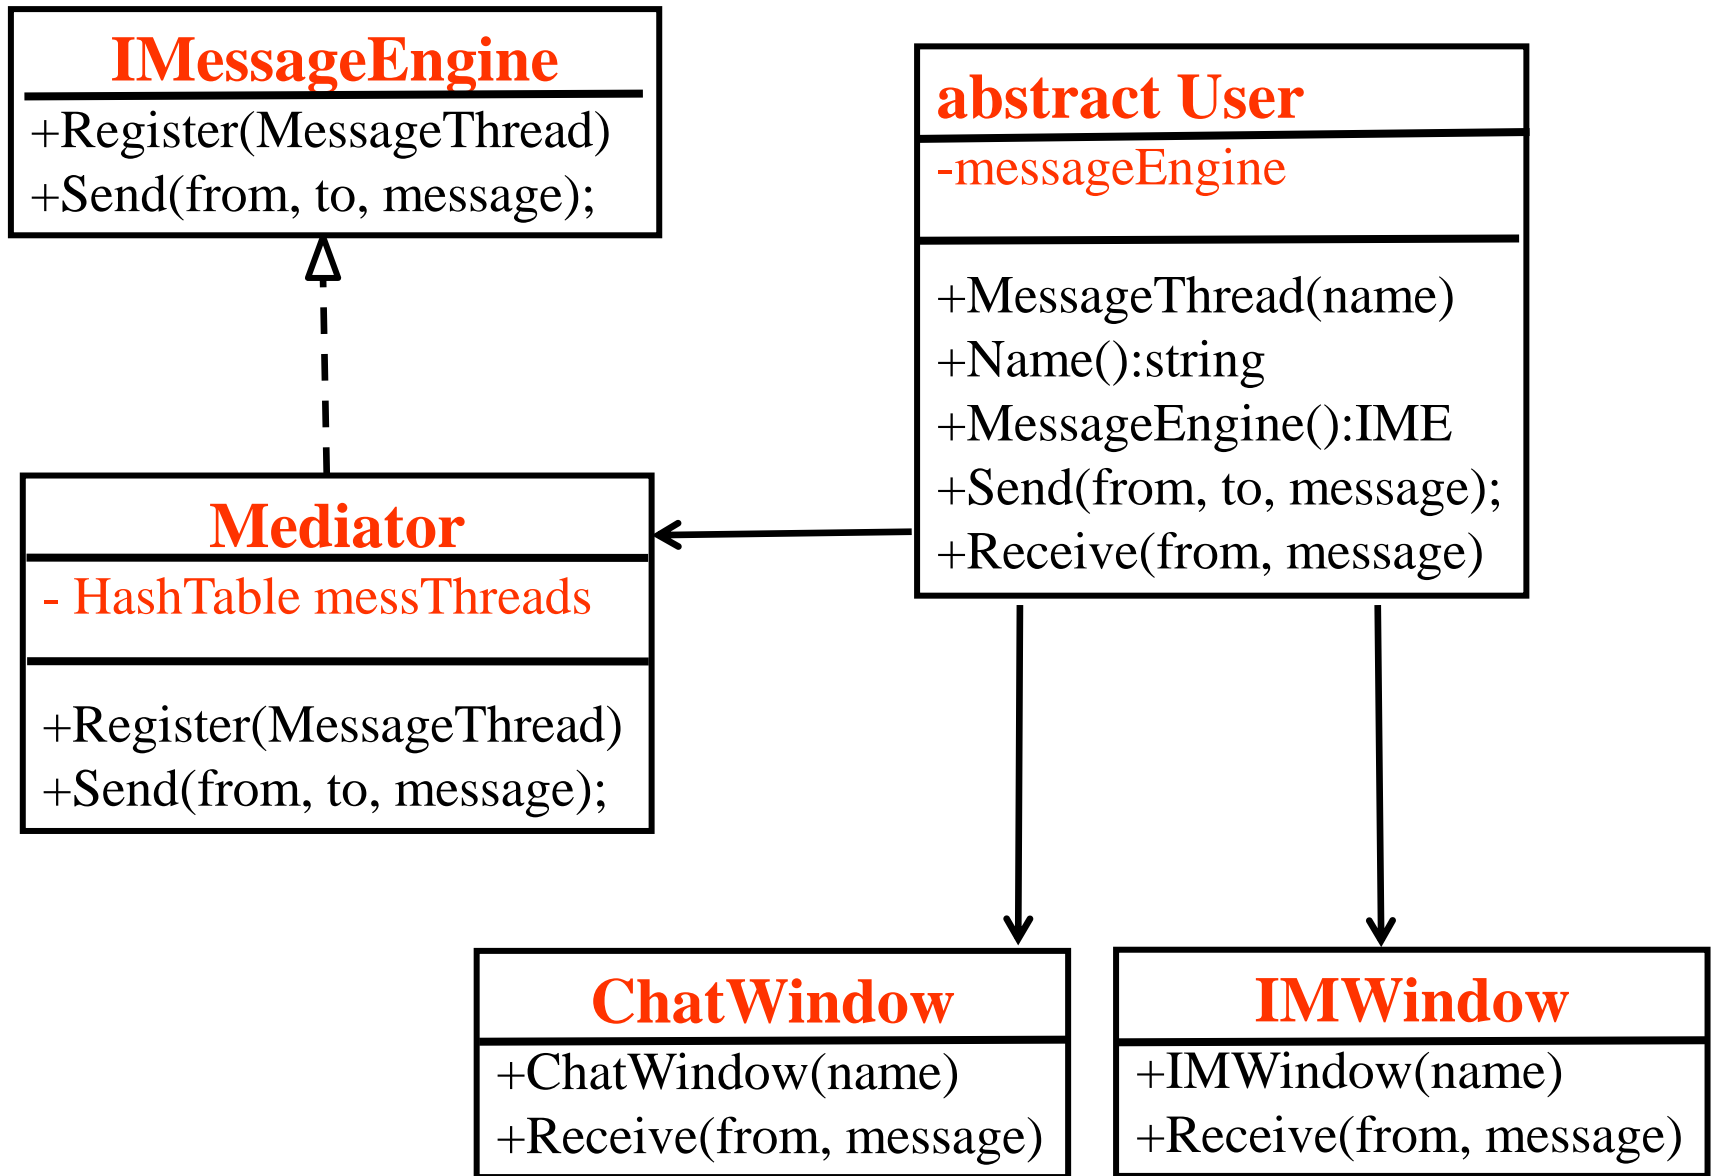 IMessageEngine
+Register(MessageThread)
+Send(from, to, message);
abstract User
-messageEngine
+MessageThread(name)
+Name():string
+MessageEngine():IME
+Send(from, to, message);
+Receive(from, message)
Mediator
- HashTable messThreads
+Register(MessageThread)
+Send(from, to, message);
ChatWindow
+ChatWindow(name)
+Receive(from, message)
IMWindow
+IMWindow(name)
+Receive(from, message)